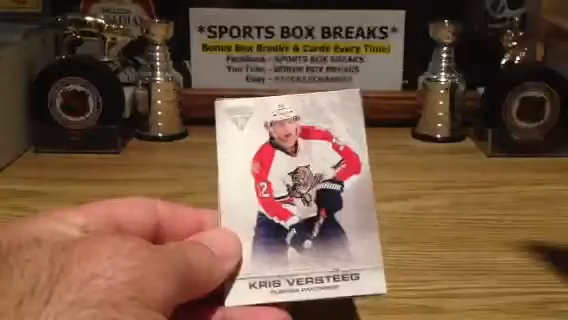 *SPORTS BOX BREAKS*
Bonus Box Breaks & Cards Every Time!
Facebook - SPORTS BOX BREAKS
You Tube - SPORTS BOX BREAKS
KRIS VERSTEEG
FLORIDA PANTHERS